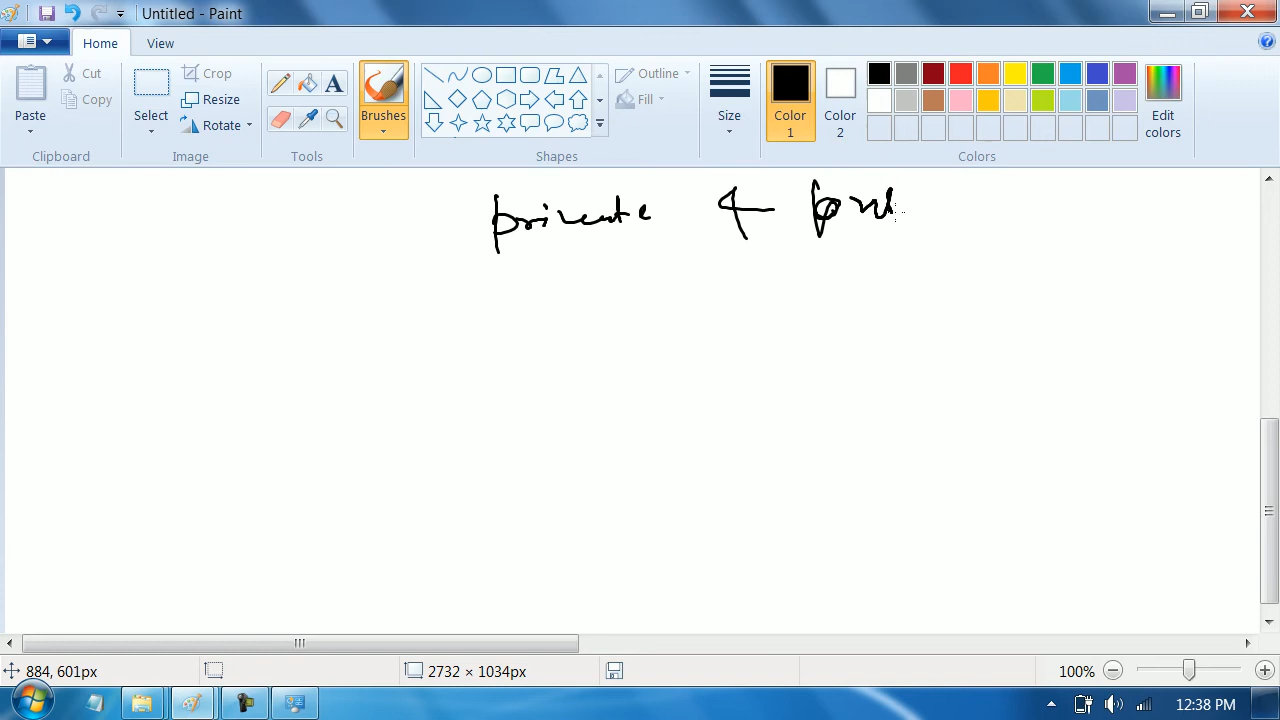 Untitled - Paint
Home View
Cut
Copy
Paste
Clipboard
Crop
Resize
Rotate
Select
Image
Tools
Brushes
Outline
Fill
Shapes
Size
Color 1
Color 2
Edit colors
Colors
private
884, 601px
2732 × 1034px
100%
12:38 PM